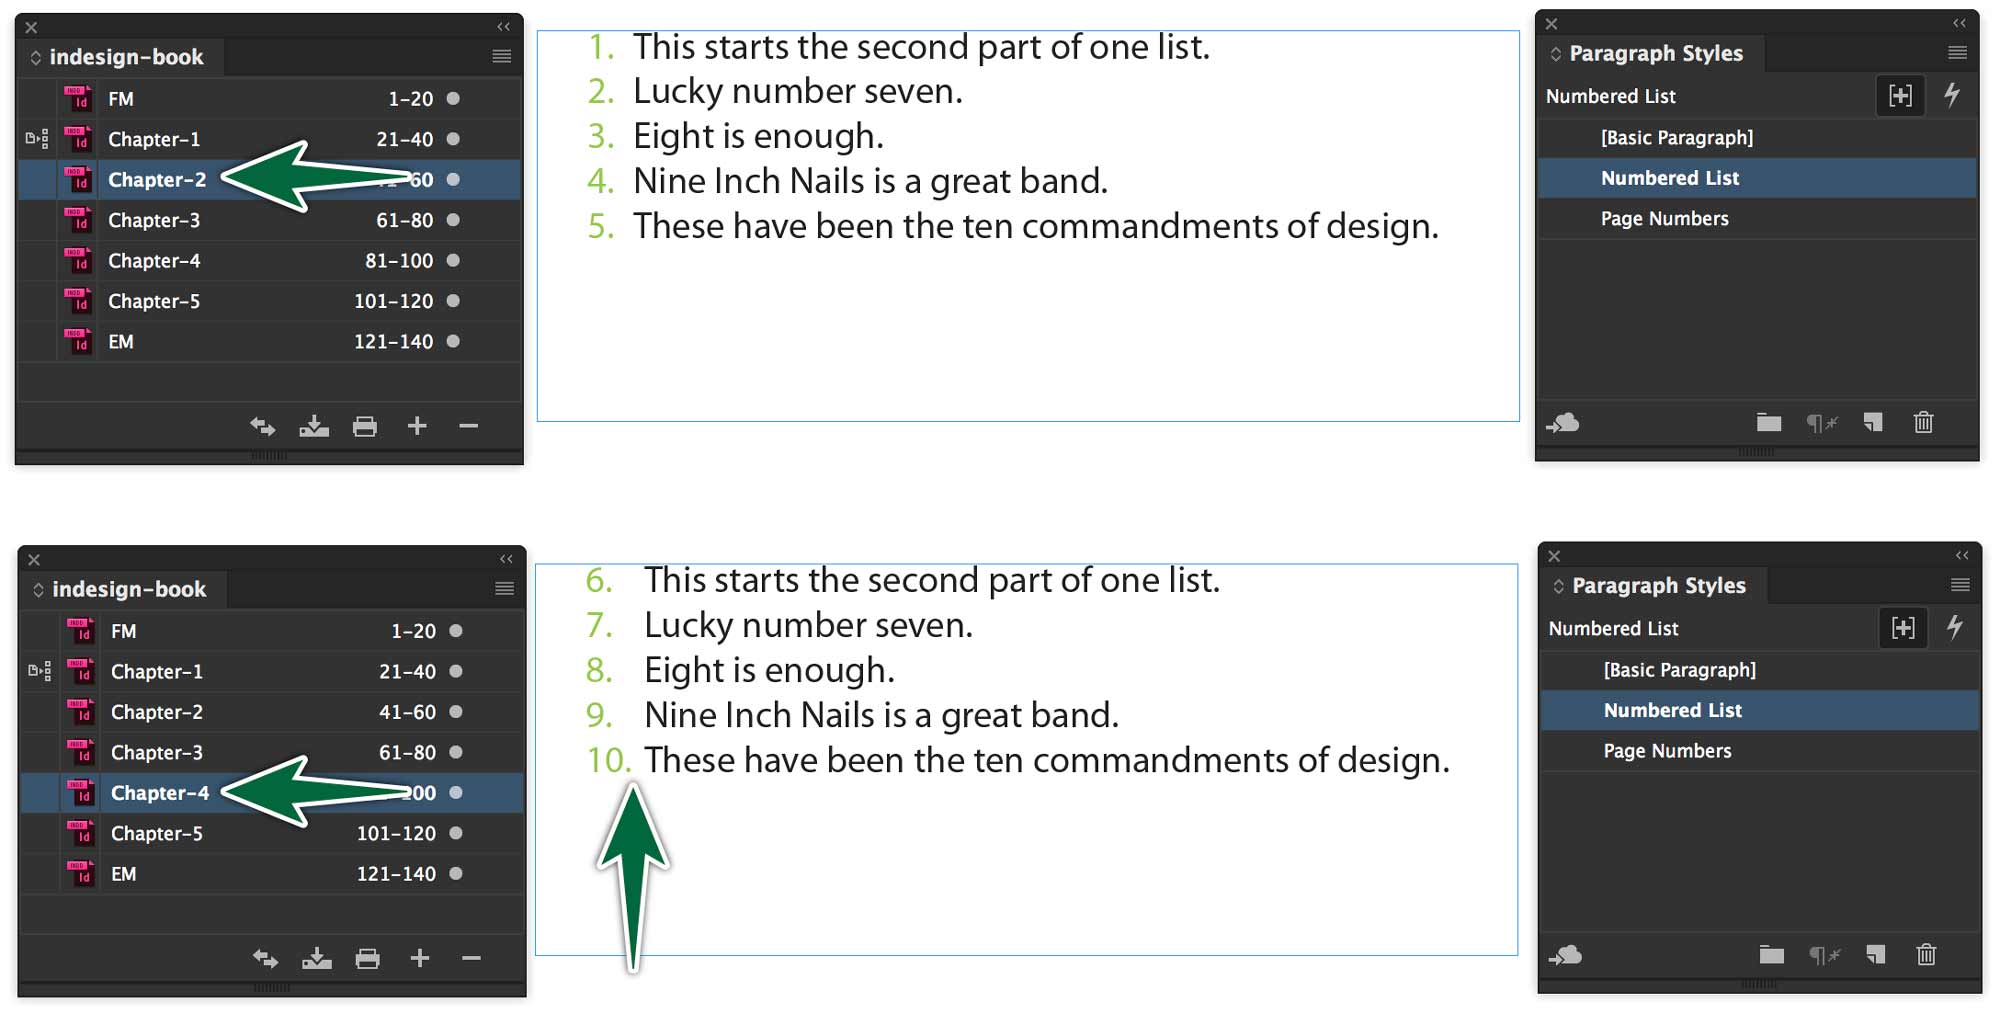 indesign-book
FM 1-20
Chapter-1 21-40
Chapter-2 60
Chapter-3 61-80
Chapter-4 81-100
Chapter-5 101-120
EM 121-140
1. This starts the second part of one list.
2. Lucky number seven.
3. Eight is enough.
4. Nine Inch Nails is a great band.
5. These have been the ten commandments of design.
Paragraph Styles
Numbered List
[Basic Paragraph]
Numbered List
Page Numbers
indesign-book
FM 1-20
Chapter-1 21-40
Chapter-2 41-60
Chapter-3 61-80
Chapter-4 00
Chapter-5 101-120
EM 121-140
6. This starts the second part of one list.
7. Lucky number seven.
8. Eight is enough.
9. Nine Inch Nails is a great band.
10. These have been the ten commandments of design.
Paragraph Styles
Numbered List
[Basic Paragraph]
Numbered List
Page Numbers